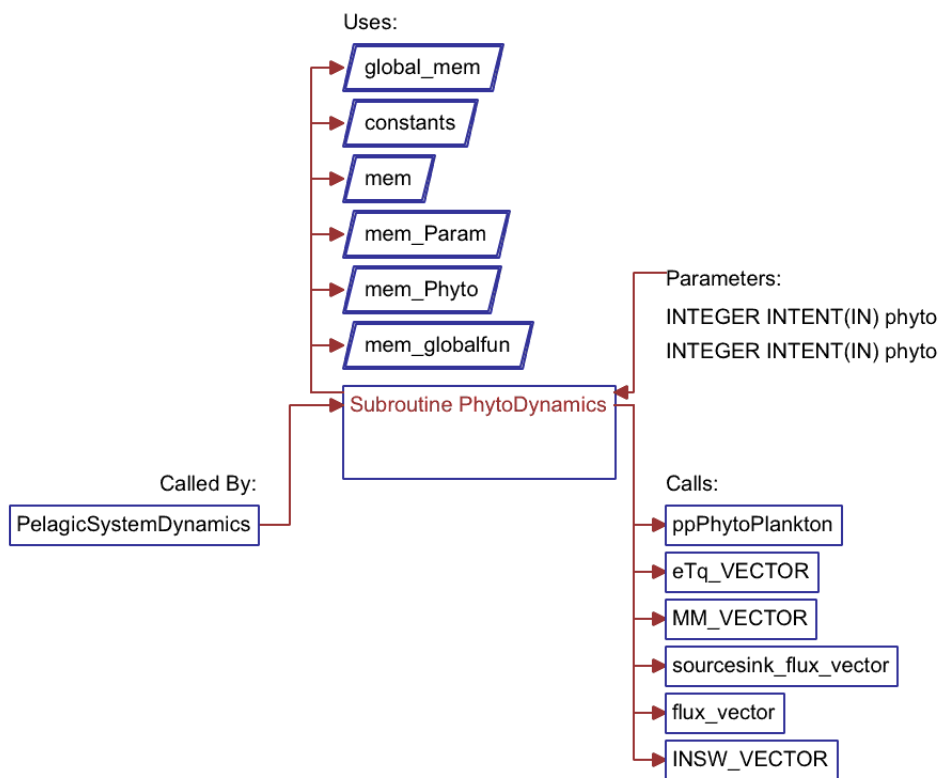 Uses:
global_mem
constants
mem
mem_Param
mem_Phyto
mem_globalfun
Parameters:
INTEGER INTENT(IN) phyto
INTEGER INTENT(IN) phyto
Subroutine PhytoDynamics
Called By:
PelagicSystemDynamics
Calls:
ppPhytoPlankton
eTq_VECTOR
MM_VECTOR
sourcesink_flux_vector
flux_vector
INSW_VECTOR